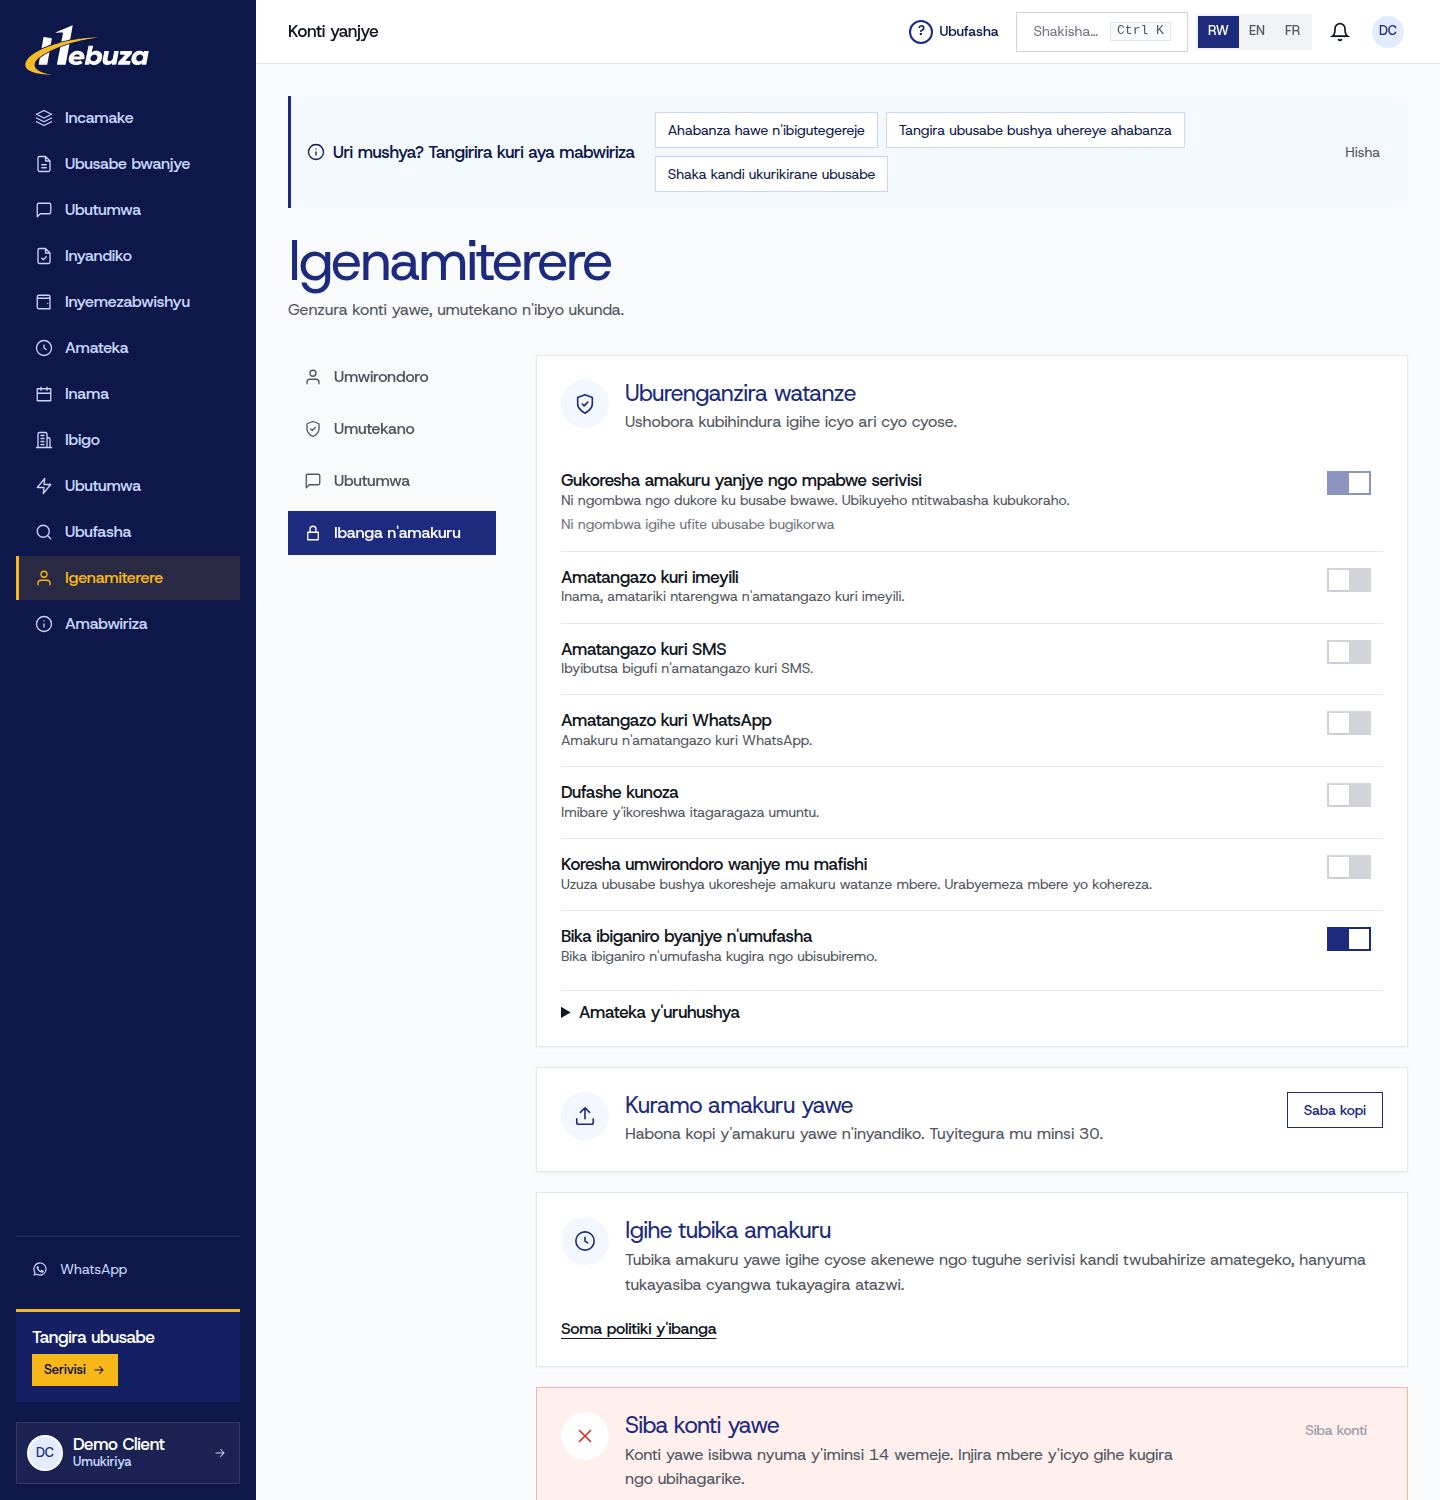 Hebuza
Incamake
Ubusabe bwanjye
Ubutumwa
Inyandiko
Inyemezabwishyu
Amateka
Inama
Ibigo
Ubutumwa
Ubufasha
Igenamiterere
Amabwiriza
WhatsApp
Tangira ubusabe
Serivisi →
DC
Demo Client
Umukiriya
→
Konti yanjye
? Ubufasha
Shakisha... Ctrl K
RW EN FR
DC
Uri mushya? Tangirira kuri aya mabwiriza
Ahabanza hawe n'ibigutegereje
Tangira ubusabe bushya uhereye ahabanza
Shaka kandi ukurikirane ubusabe
Hisha
Igenamiterere
Genzura konti yawe, umutekano n'ibyo ukunda.
Umwirondoro
Umutekano
Ubutumwa
Ibanga n'amakuru
Uburenganzira watanze
Ushobora kubihindura igihe icyo ari cyo cyose.
Gukoresha amakuru yanjye ngo mpabwe serivisi
Ni ngombwa ngo dukore ku busabe bwawe. Ubikuyeho ntitwabasha kubukoraho.
Ni ngombwa igihe ufite ubusabe bugikorwa
Amatangazo kuri imeyili
Inama, amatariki ntarengwa n'amatangazo kuri imeyili.
Amatangazo kuri SMS
Ibyibutsa bigufi n'amatangazo kuri SMS.
Amatangazo kuri WhatsApp
Amakuru n'amatangazo kuri WhatsApp.
Dufashe kunoza
Imibare y'ikoreshwa itagaragaza umuntu.
Koresha umwirondoro wanjye mu mafishi
Uzuza ubusabe bushya ukoresheje amakuru watanze mbere. Urabyemeza mbere yo kohereza.
Bika ibiganiro byanjye n'umufasha
Bika ibiganiro n'umufasha kugira ngo ubisubiremo.
Amateka y'uruhushya
Kuramo amakuru yawe
Habona kopi y'amakuru yawe n'inyandiko. Tuyitegura mu minsi 30.
Saba kopi
Igihe tubika amakuru
Tubika amakuru yawe igihe cyose akenewe ngo tuguhe serivisi kandi twubahirize amategeko, hanyuma
tukayasiba cyangwa tukayagira atazwi.
Soma politiki y'ibanga
Siba konti yawe
Konti yawe isibwa nyuma y'iminsi 14 wemeje. Injira mbere y'icyo gihe kugira
ngo ubihagarike.
Siba konti